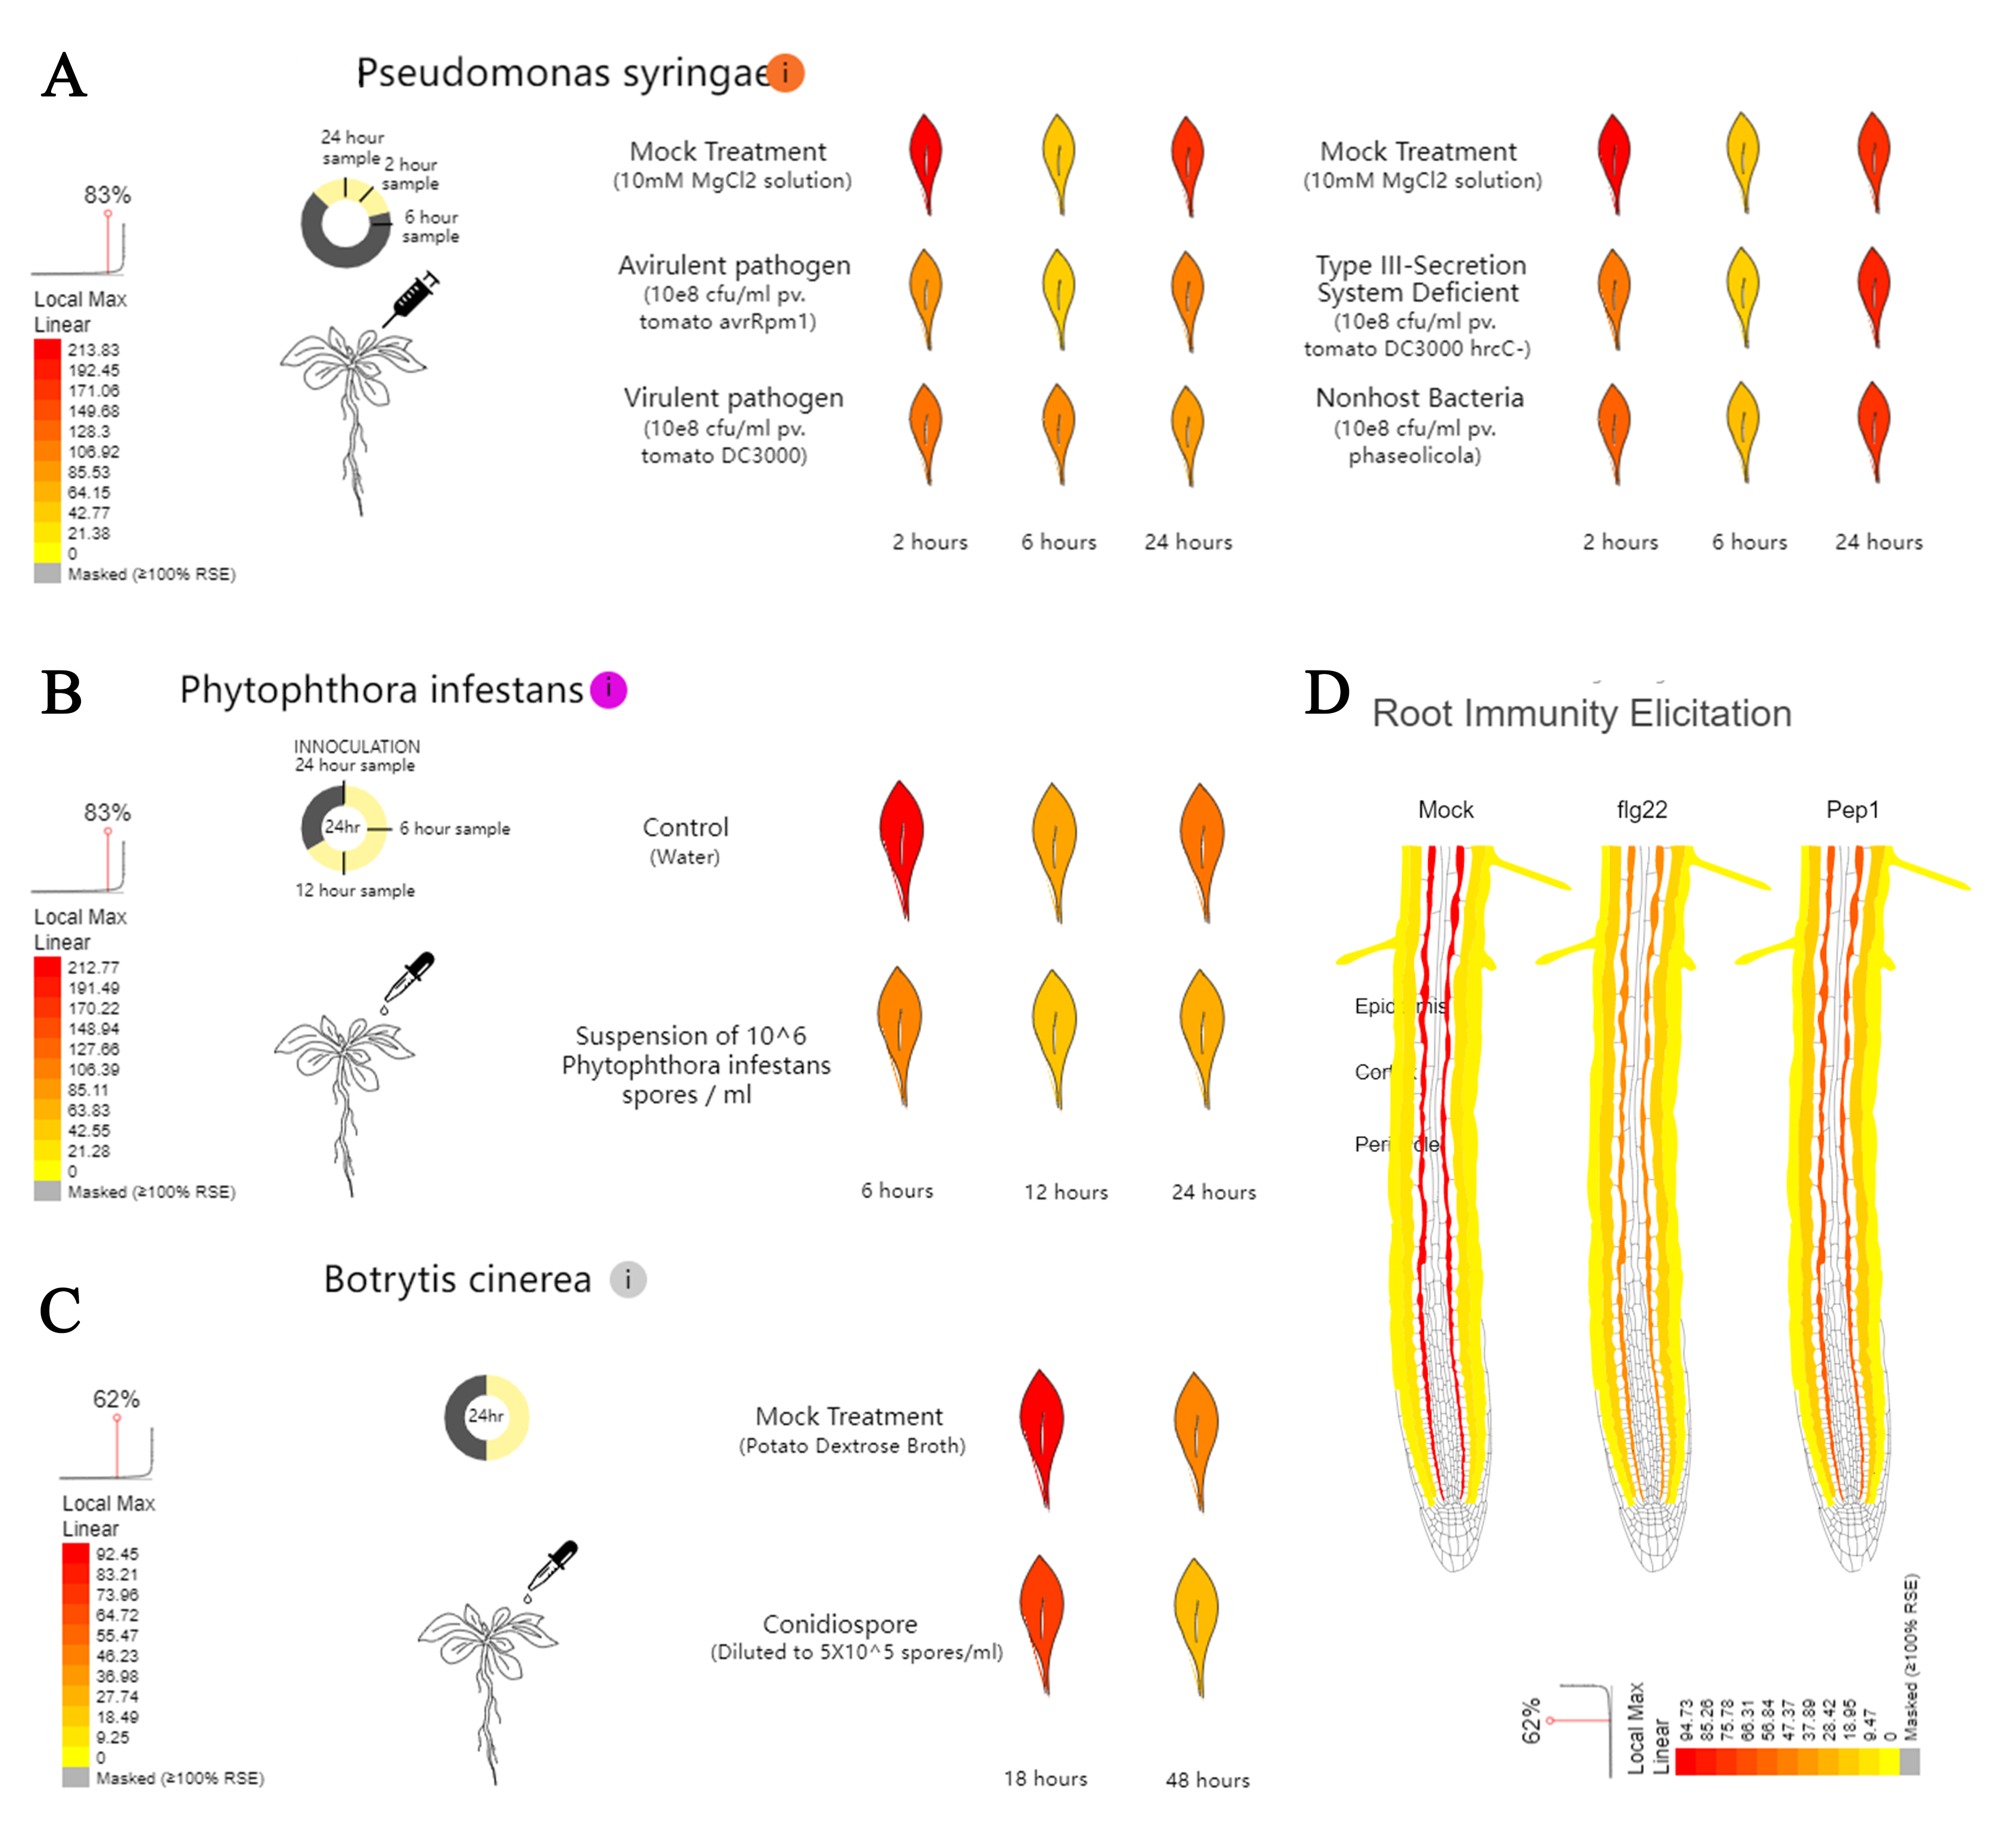 A
Pseudomonas syringae i
24 hour
sample
2 hour
sample
6 hour
sample
83%
Local Max
Linear
213.83
192.45
171.06
149.68
128.3
106.92
85.53
64.15
42.77
21.38
0
Masked (≥100% RSE)
Mock Treatment
(10mM MgCl2 solution)
Avirulent pathogen
(10e8 cfu/ml pv.
tomato avrRpm1)
Virulent pathogen
(10e8 cfu/ml pv.
tomato DC3000)
2 hours 6 hours 24 hours
Mock Treatment
(10mM MgCl2 solution)
Type III-Secretion
System Deficient
(10e8 cfu/ml pv.
tomato DC3000 hrcC-)
Nonhost Bacteria
(10e8 cfu/ml pv.
phaseolicola)
2 hours 6 hours 24 hours
B
Phytophthora infestans i
INNOCULATION
24 hour sample
24hr
6 hour sample
12 hour sample
83%
Local Max
Linear
212.77
191.49
170.22
148.94
127.66
106.39
85.11
63.83
42.55
21.28
0
Masked (≥100% RSE)
Control
(Water)
Suspension of 10^6
Phytophthora infestans
spores / ml
6 hours 12 hours 24 hours
C
Botrytis cinerea i
24hr
62%
Local Max
Linear
92.45
83.21
73.96
64.72
55.47
46.23
36.98
27.74
18.49
9.25
0
Masked (≥100% RSE)
Mock Treatment
(Potato Dextrose Broth)
Conidiospore
(Diluted to 5X10^5 spores/ml)
18 hours 48 hours
D
Root Immunity Elicitation
Mock flg22 Pep1
62%
Local Max
Linear
94.73
85.26
75.78
66.31
56.84
47.37
37.89
28.42
18.95
9.47
0
Masked (≥100% RSE)